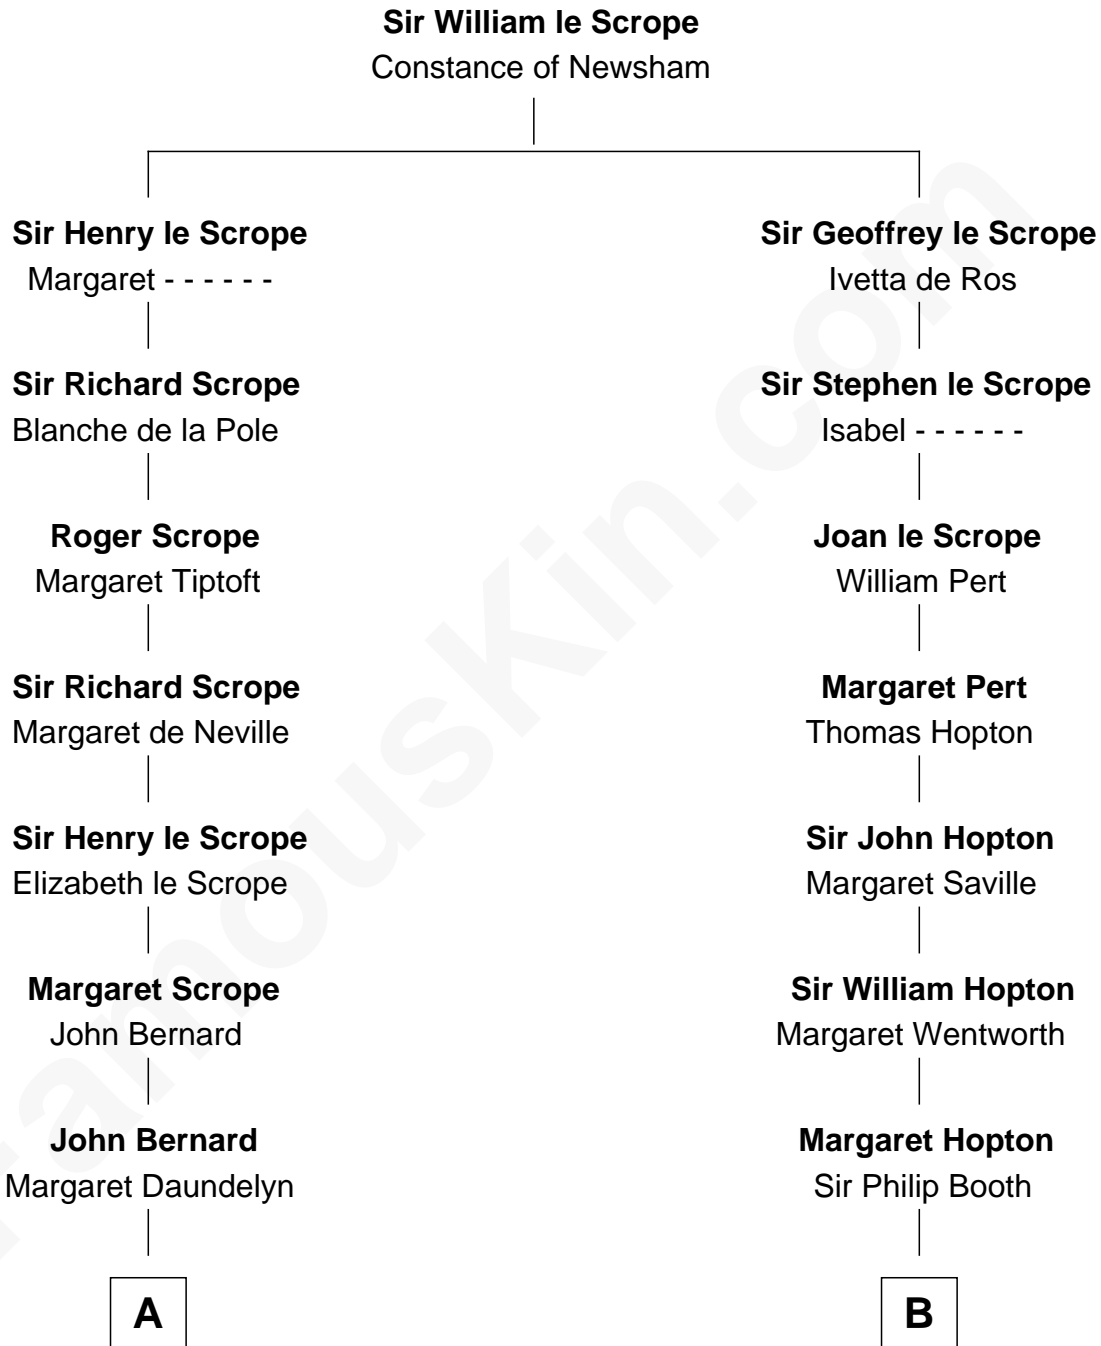 Sir William le Scrope
Constance of Newsham
Sir Henry le Scrope
Margaret - - - - - -
Sir Richard Scrope
Blanche de la Pole
Roger Scrope
Margaret Tiptoft
Sir Richard Scrope
Margaret de Neville
Sir Henry le Scrope
Elizabeth le Scrope
Margaret Scrope
John Bernard
John Bernard
Margaret Daundelyn
A
Sir Geoffrey le Scrope
Ivetta de Ros
Sir Stephen le Scrope
Isabel - - - - - -
Joan le Scrope
William Pert
Margaret Pert
Thomas Hopton
Sir John Hopton
Margaret Saville
Sir William Hopton
Margaret Wentworth
Margaret Hopton
Sir Philip Booth
B
FamousKin.com